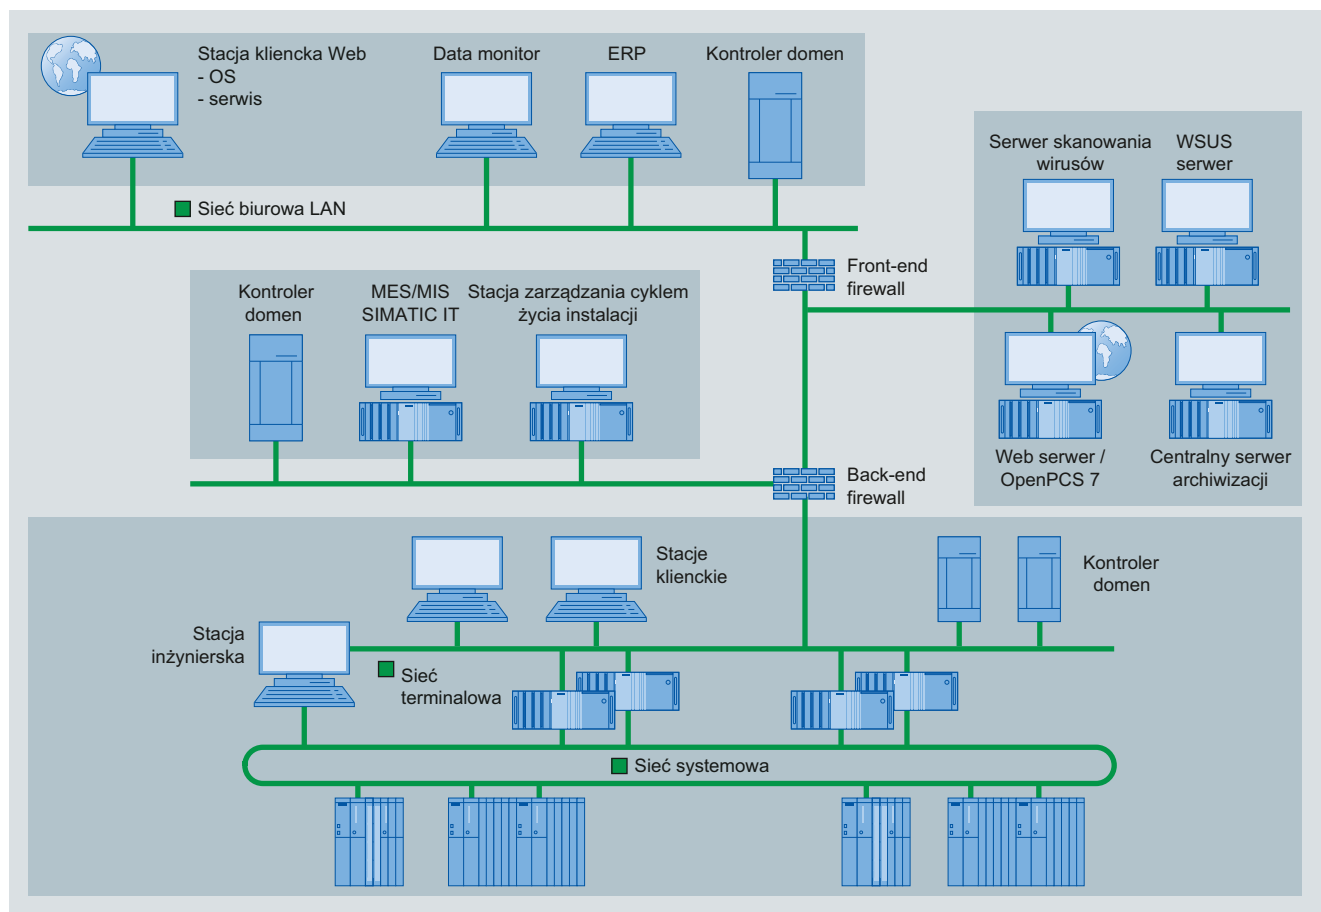 Stacja kliencka Web
- OS
- serwis
Data monitor
ERP
Kontroler domen
Sieć biurowa LAN
Serwer skanowania
wirusów
WSUS
serwer
Front-end
firewall
Kontroler
domen
MES/MIS
SIMATIC IT
Stacja zarządzania cyklem
życia instalacji
Web serwer /
OpenPCS 7
Centralny serwer
archiwizacji
Back-end
firewall
Stacje
klienckie
Kontroler
domen
Stacja
inżynierska
Sieć
terminalowa
Sieć systemowa